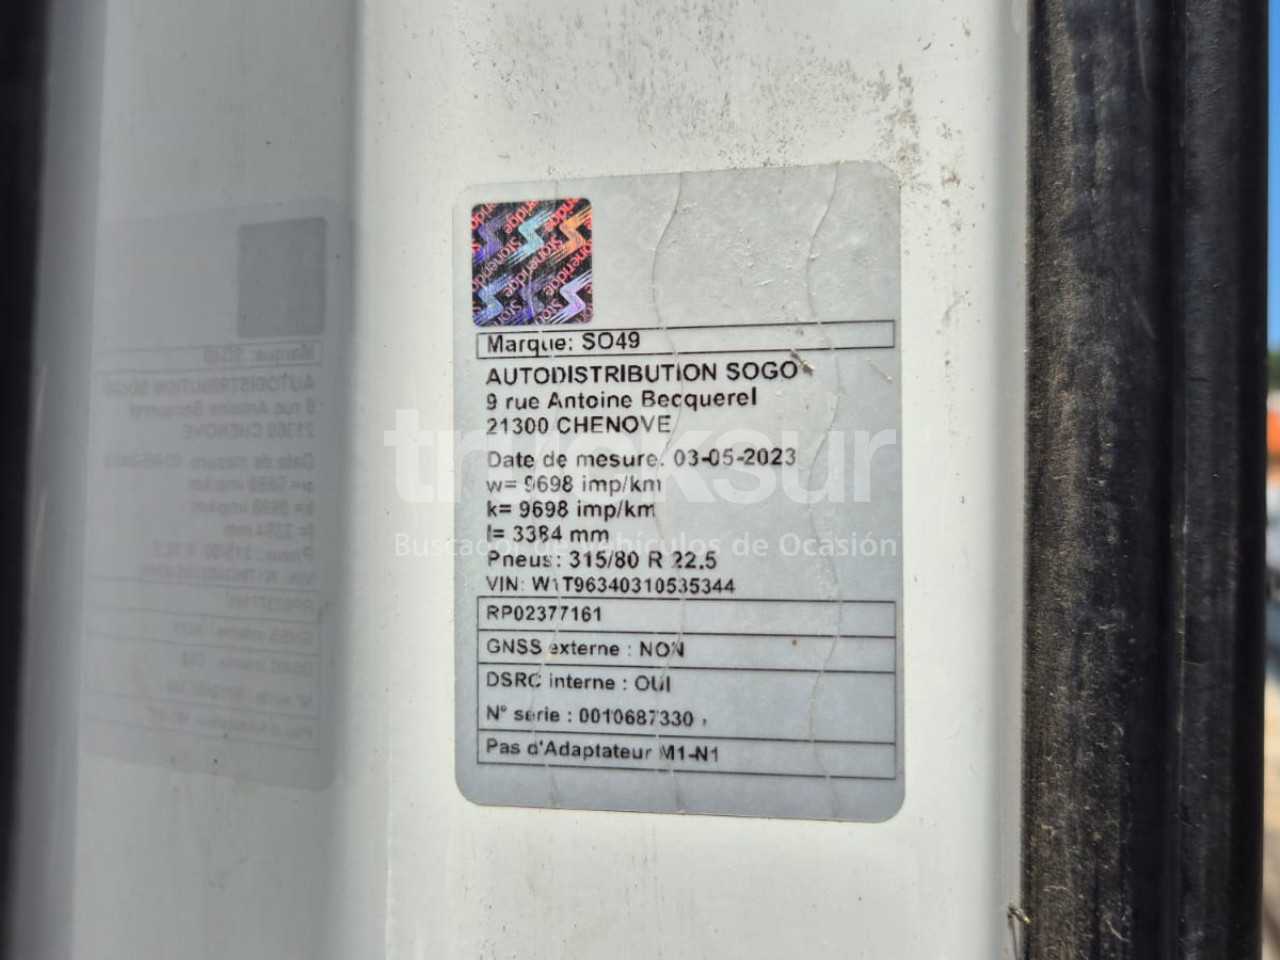 Stoneridge
Marque: SO49
AUTODISTRIBUTION SOGO
9 rue Antoine Becquerel
21300 CHENOVE
Date de mesure: 03-05-2023
w= 9698 imp/km
k= 9698 imp/km
l= 3384 mm
Pneus: 315/80 R 22.5
VIN: W1T96340310535344
RP02377161
GNSS externe : NON
DSRC interne : OUI
N° serie : 0010687330
Pas d'Adaptateur M1-N1
trucksur
Buscador de Vehículos de Ocasión